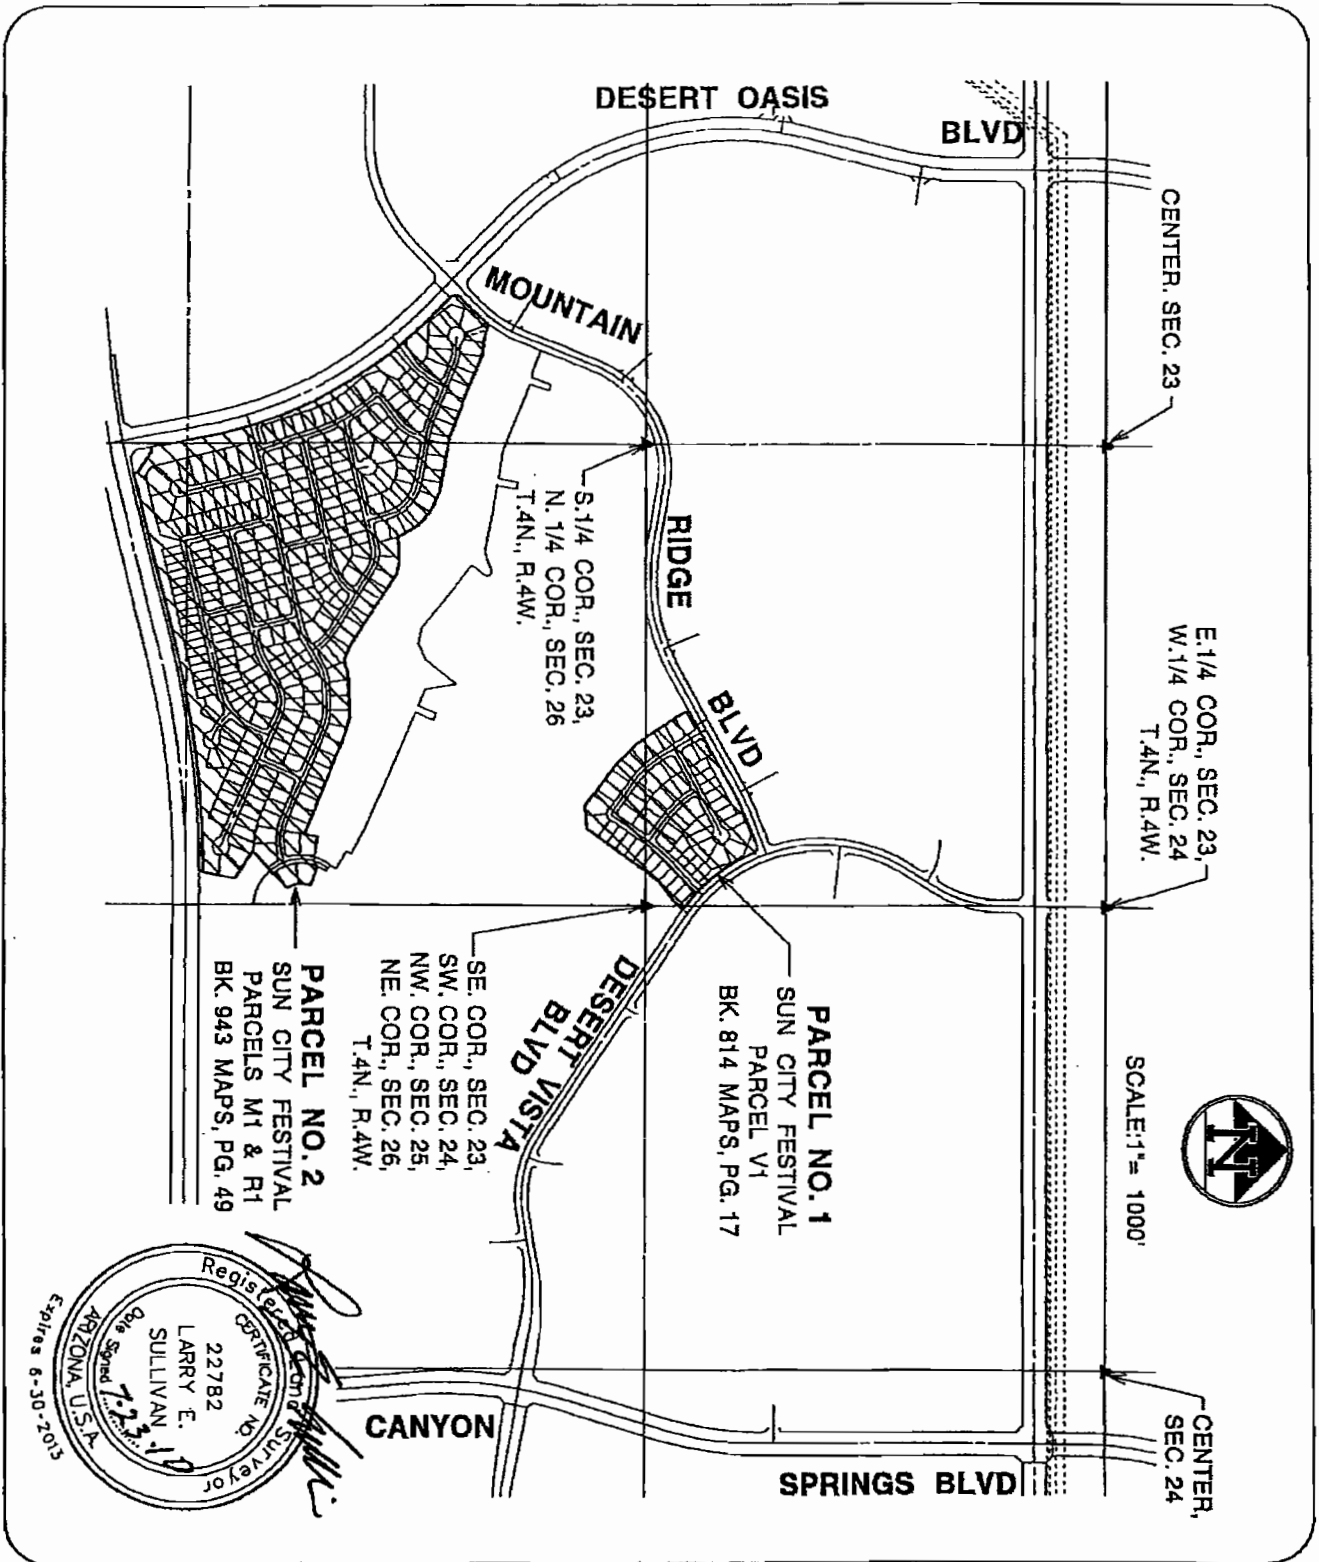 SCALE:1"= 1000'
N
CENTER. SEC. 23
E.1/4 COR., SEC. 23,
W.1/4 COR., SEC. 24
T.4N., R.4W.
CENTER,
SEC. 24
DESERT OASIS
BLVD
MOUNTAIN
RIDGE
BLVD
S.1/4 COR., SEC. 23,
N. 1/4 COR., SEC. 26
T.4N., R.4W.
PARCEL NO. 1
SUN CITY FESTIVAL
PARCEL V1
BK. 814 MAPS, PG. 17
DESERT VISTA
BLVD
SE. COR., SEC. 23,
SW. COR., SEC. 24,
NW. COR., SEC. 25,
NE. COR., SEC. 26,
T.4N., R.4W.
PARCEL NO. 2
SUN CITY FESTIVAL
PARCELS M1 & R1
BK. 943 MAPS, PG. 49
CANYON
SPRINGS BLVD
Registered Land Surveyor
CERTIFICATE NO.
22782
LARRY E.
SULLIVAN
Date Signed 7-23-10
ARIZONA, U.S.A.
Expires 6-30-2013